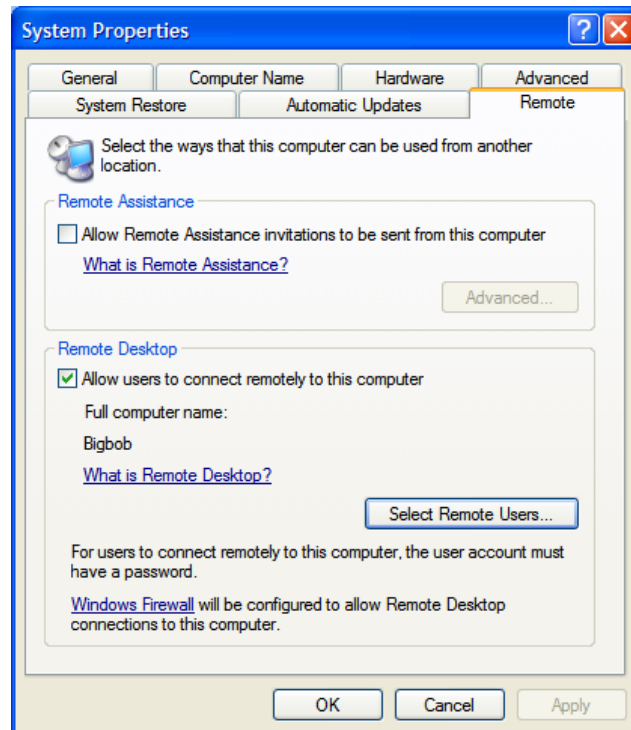 System Properties
General
Computer Name
Hardware
Advanced
System Restore
Automatic Updates
Remote
Select the ways that this computer can be used from another
location.
Remote Assistance
Allow Remote Assistance invitations to be sent from this computer
What is Remote Assistance?
Advanced...
Remote Desktop
Allow users to connect remotely to this computer
Full computer name:
Bigbob
What is Remote Desktop?
Select Remote Users...
For users to connect remotely to this computer, the user account must
have a password.
Windows Firewall will be configured to allow Remote Desktop
connections to this computer.
OK
Cancel
Apply